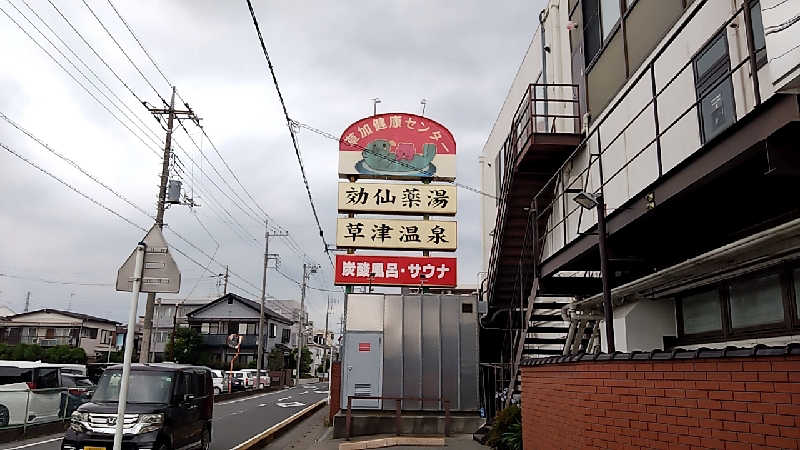 草加健康センター
効仙薬湯
草津温泉
炭酸風呂・サウナ